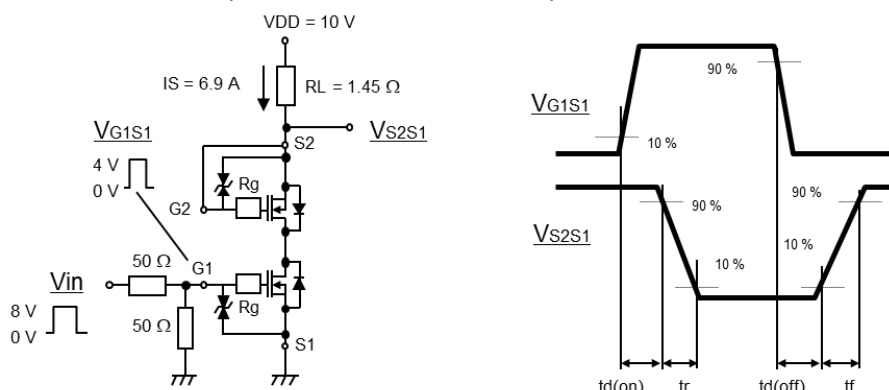 VDD = 10 V
IS = 6.9 A
RL = 1.45 Ω
VG1S1
4 V
0 V
VS2S1
S2
Rg
G2
Vin
8 V
0 V
50 Ω
50 Ω
G1
Rg
S1
VG1S1
90 %
10 %
VS2S1
90 %
10 %
90 %
10 %
td(on)
tr
td(off)
tf